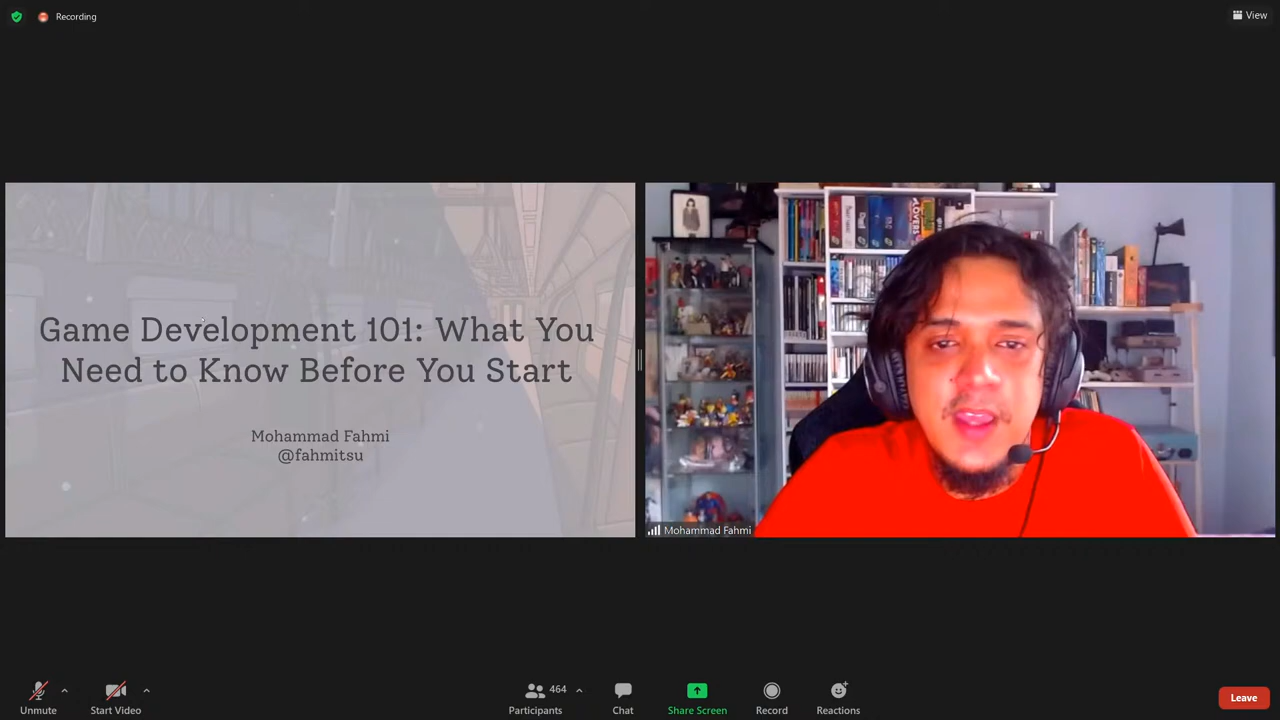 Recording
View
Game Development 101: What You
Need to Know Before You Start
Mohammad Fahmi
@fahmitsu
Mohammad Fahmi
Unmute
Start Video
464
Participants
Chat
Share Screen
Record
Reactions
Leave